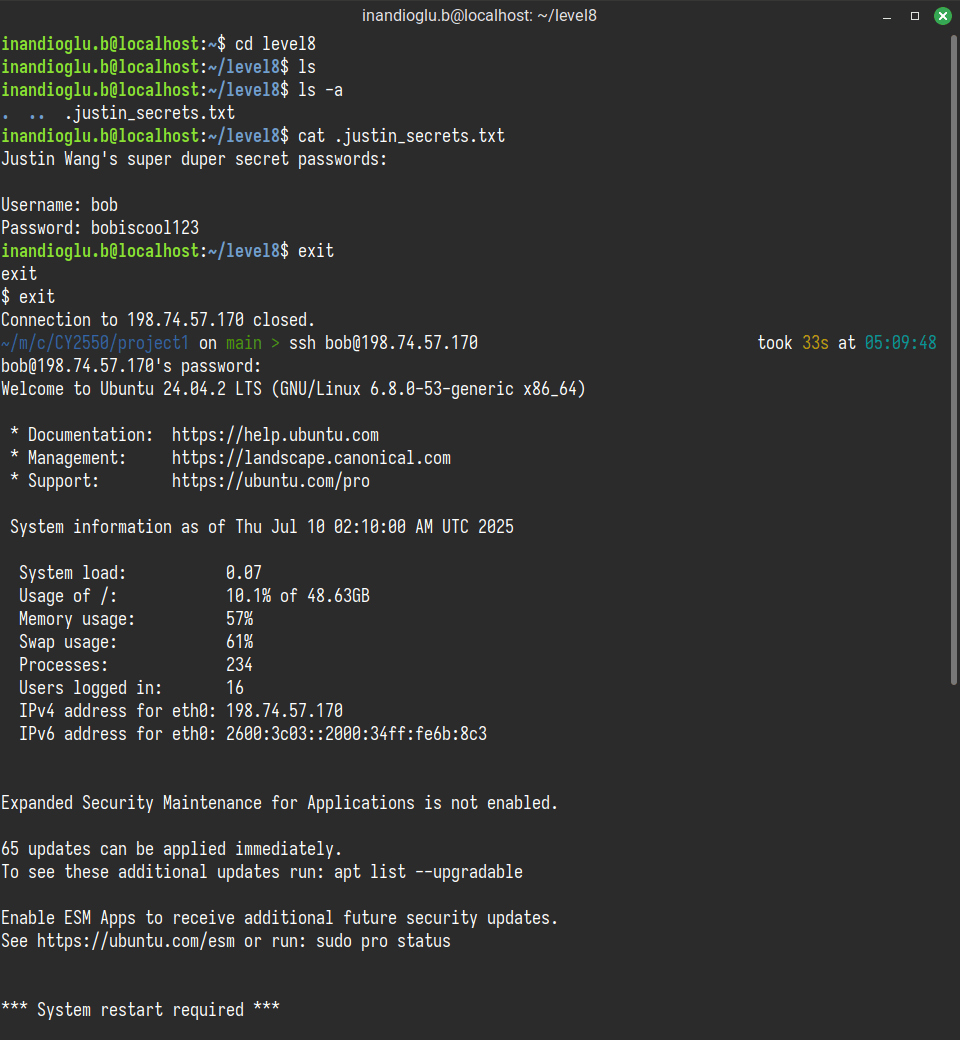 inandioglu.b@localhost: ~/level8
inandioglu.b@localhost:~$ cd level8
inandioglu.b@localhost:~/level8$ ls
inandioglu.b@localhost:~/level8$ ls -a
.  ..  .justin_secrets.txt
inandioglu.b@localhost:~/level8$ cat .justin_secrets.txt
Justin Wang's super duper secret passwords:
Username: bob
Password: bobiscool123
inandioglu.b@localhost:~/level8$ exit
exit
$ exit
Connection to 198.74.57.170 closed.
~/m/c/CY2550/project1 on main > ssh bob@198.74.57.170 took 33s at 05:09:48
bob@198.74.57.170's password:
Welcome to Ubuntu 24.04.2 LTS (GNU/Linux 6.8.0-53-generic x86_64)
* Documentation:  https://help.ubuntu.com
* Management:     https://landscape.canonical.com
* Support:        https://ubuntu.com/pro
System information as of Thu Jul 10 02:10:00 AM UTC 2025
System load:           0.07
Usage of /:            10.1% of 48.63GB
Memory usage:          57%
Swap usage:            61%
Processes:             234
Users logged in:       16
IPv4 address for eth0: 198.74.57.170
IPv6 address for eth0: 2600:3c03::2000:34ff:fe6b:8c3
Expanded Security Maintenance for Applications is not enabled.
65 updates can be applied immediately.
To see these additional updates run: apt list --upgradable
Enable ESM Apps to receive additional future security updates.
See https://ubuntu.com/esm or run: sudo pro status
*** System restart required ***